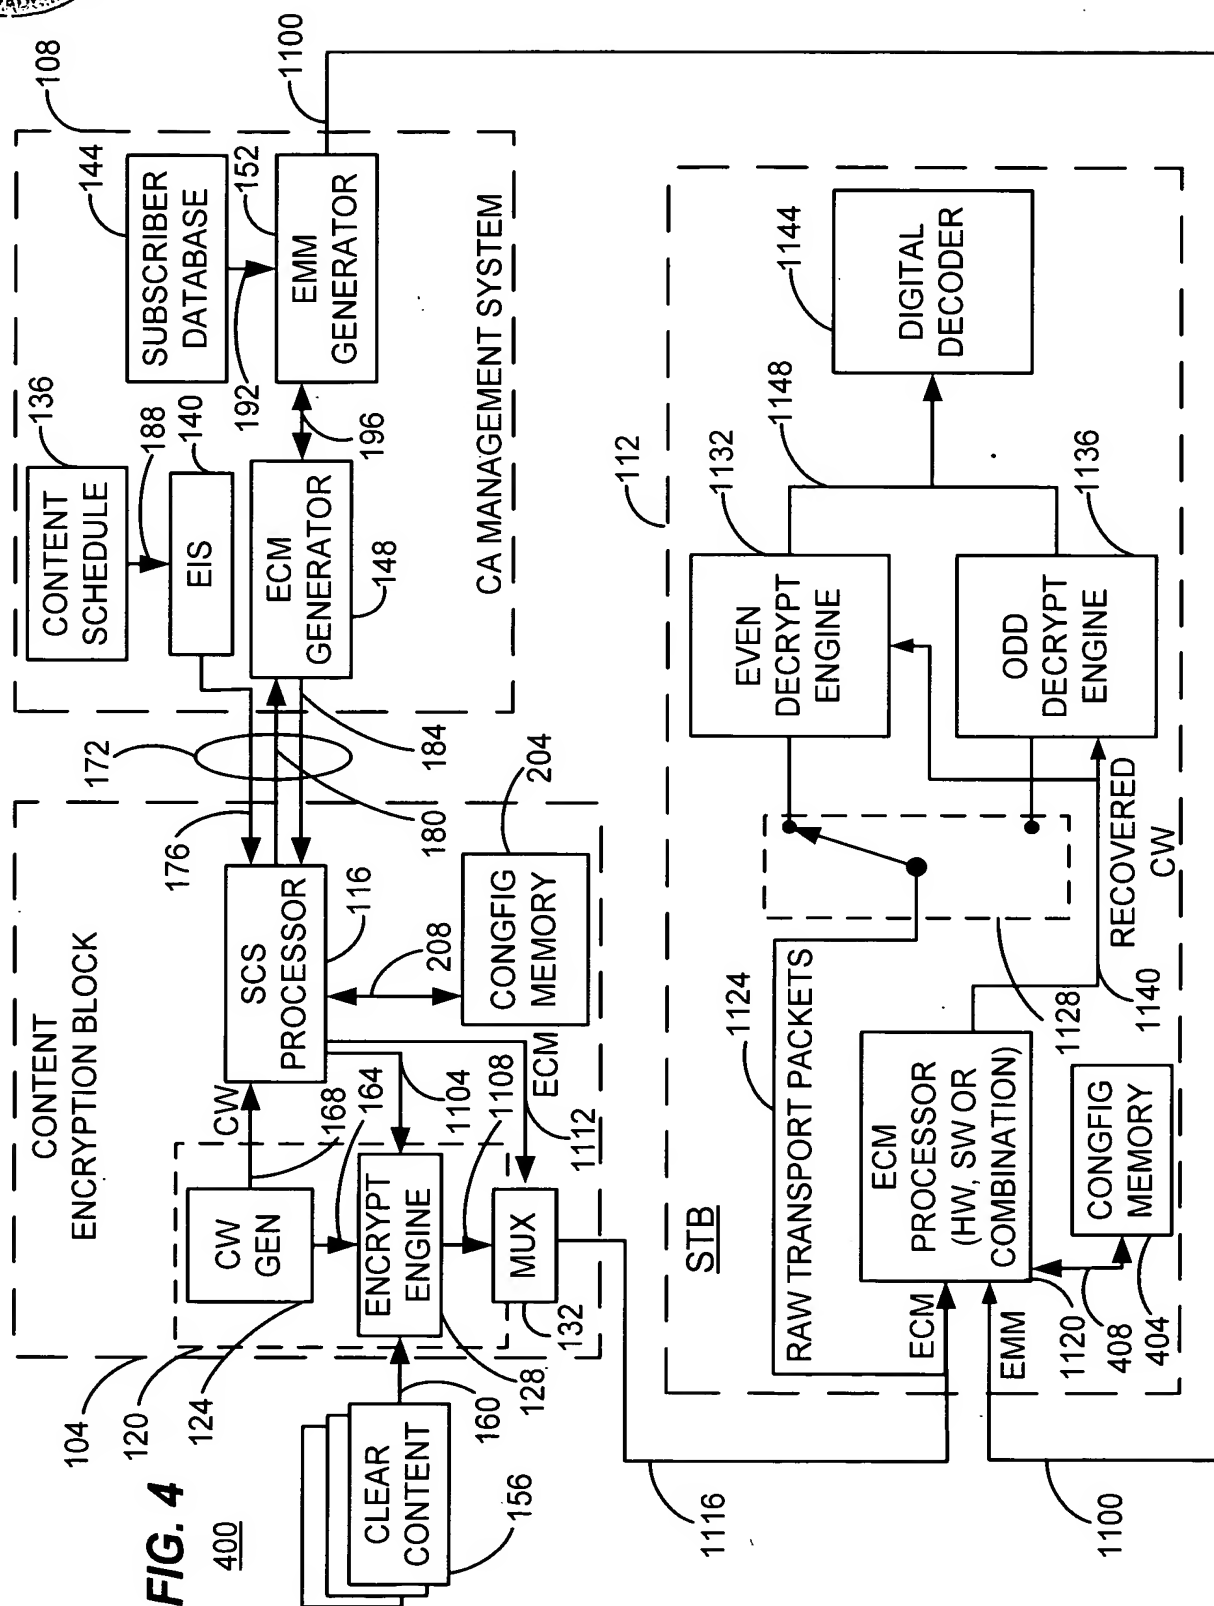 FIG. 4
400
104
120
124
CONTENT
ENCRYPTION BLOCK
CW
GEN
CW
168
164
ENCRYPT
ENGINE
128
160
CLEAR
CONTENT
156
1108
1104
MUX
132
ECM
1112
SCS
PROCESSOR
116
208
CONGFIG
MEMORY
204
176
172
180
184
108
CONTENT
SCHEDULE
136
188
EIS
140
SUBSCRIBER
DATABASE
144
192
ECM
GENERATOR
148
196
EMM
GENERATOR
152
CA MANAGEMENT SYSTEM
1100
1116
1100
STB
112
RAW TRANSPORT PACKETS
1124
ECM
EMM
ECM
PROCESSOR
(HW, SW OR
COMBINATION)
1120
408
CONGFIG
MEMORY
404
1128
1140
RECOVERED
CW
EVEN
DECRYPT
ENGINE
1132
ODD
DECRYPT
ENGINE
1136
1148
DIGITAL
DECODER
1144